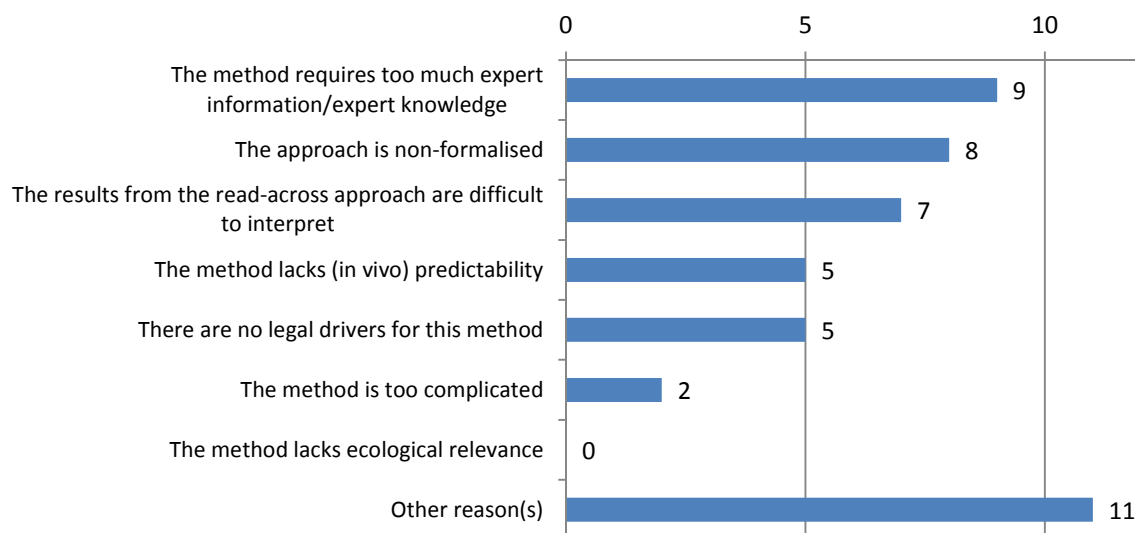 0 5 10
The method requires too much expert
information/expert knowledge
9
The approach is non-formalised
8
The results from the read-across approach are difficult
to interpret
7
The method lacks (in vivo) predictability
5
There are no legal drivers for this method
5
The method is too complicated
2
The method lacks ecological relevance
0
Other reason(s)
11